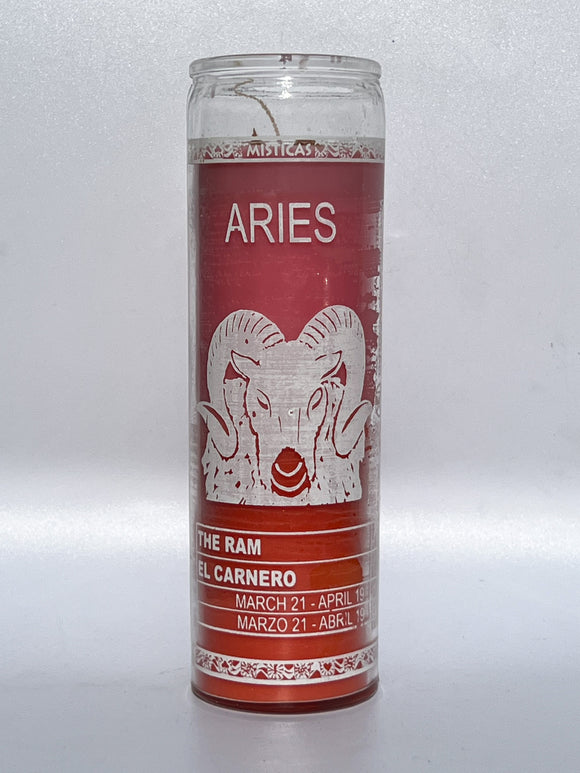 MISTICAS
ARIES
THE RAM
EL CARNERO
MARCH 21 - APRIL 19
MARZO 21 - ABRIL 19